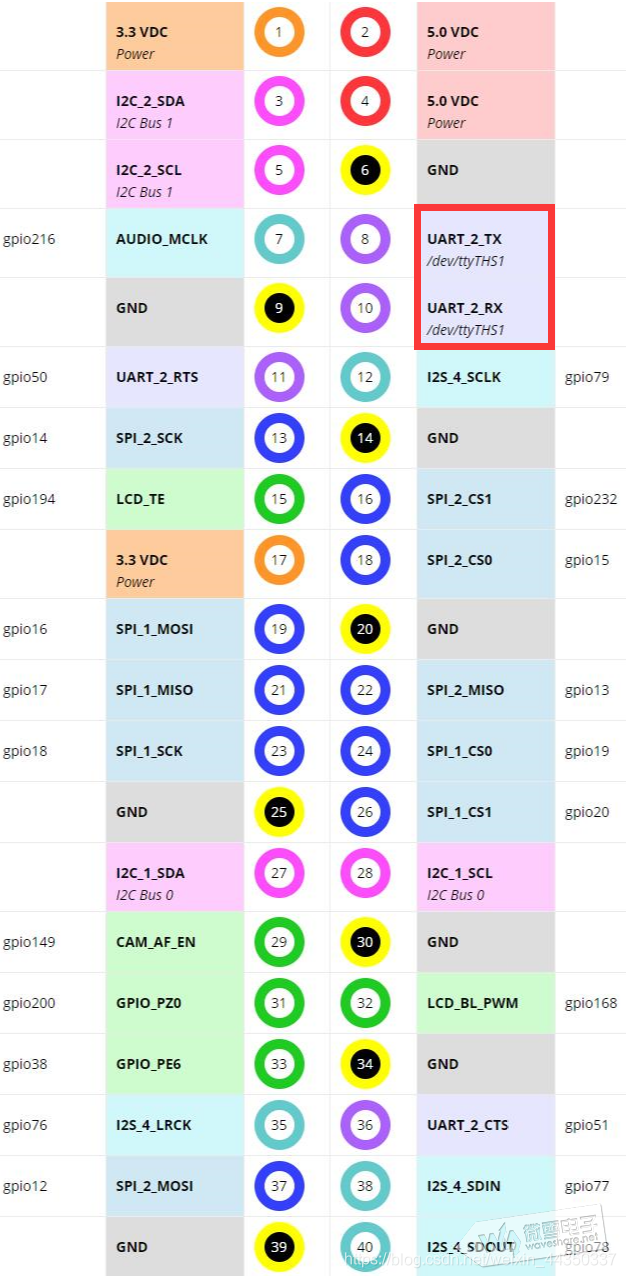 3.3 VDC 1 2 5.0 VDC
Power Power
I2C_2_SDA 3 4 5.0 VDC
I2C Bus 1 Power
I2C_2_SCL 5 6 GND
I2C Bus 1
gpio216 AUDIO_MCLK 7 8 UART_2_TX
/dev/ttyTHS1
GND 9 10 UART_2_RX
/dev/ttyTHS1
gpio50 UART_2_RTS 11 12 I2S_4_SCLK gpio79
gpio14 SPI_2_SCK 13 14 GND
gpio194 LCD_TE 15 16 SPI_2_CS1 gpio232
3.3 VDC 17 18 SPI_2_CS0 gpio15
Power
gpio16 SPI_1_MOSI 19 20 GND
gpio17 SPI_1_MISO 21 22 SPI_2_MISO gpio13
gpio18 SPI_1_SCK 23 24 SPI_1_CS0 gpio19
GND 25 26 SPI_1_CS1 gpio20
I2C_1_SDA 27 28 I2C_1_SCL
I2C Bus 0 I2C Bus 0
gpio149 CAM_AF_EN 29 30 GND
gpio200 GPIO_PZ0 31 32 LCD_BL_PWM gpio168
gpio38 GPIO_PE6 33 34 GND
gpio76 I2S_4_LRCK 35 36 UART_2_CTS gpio51
gpio12 SPI_2_MOSI 37 38 I2S_4_SDIN gpio77
GND 39 40 I2S_4_SDOUT gpio78
微雪电子
waveshare.net
https://blog.csdn.net/weixin_44350337